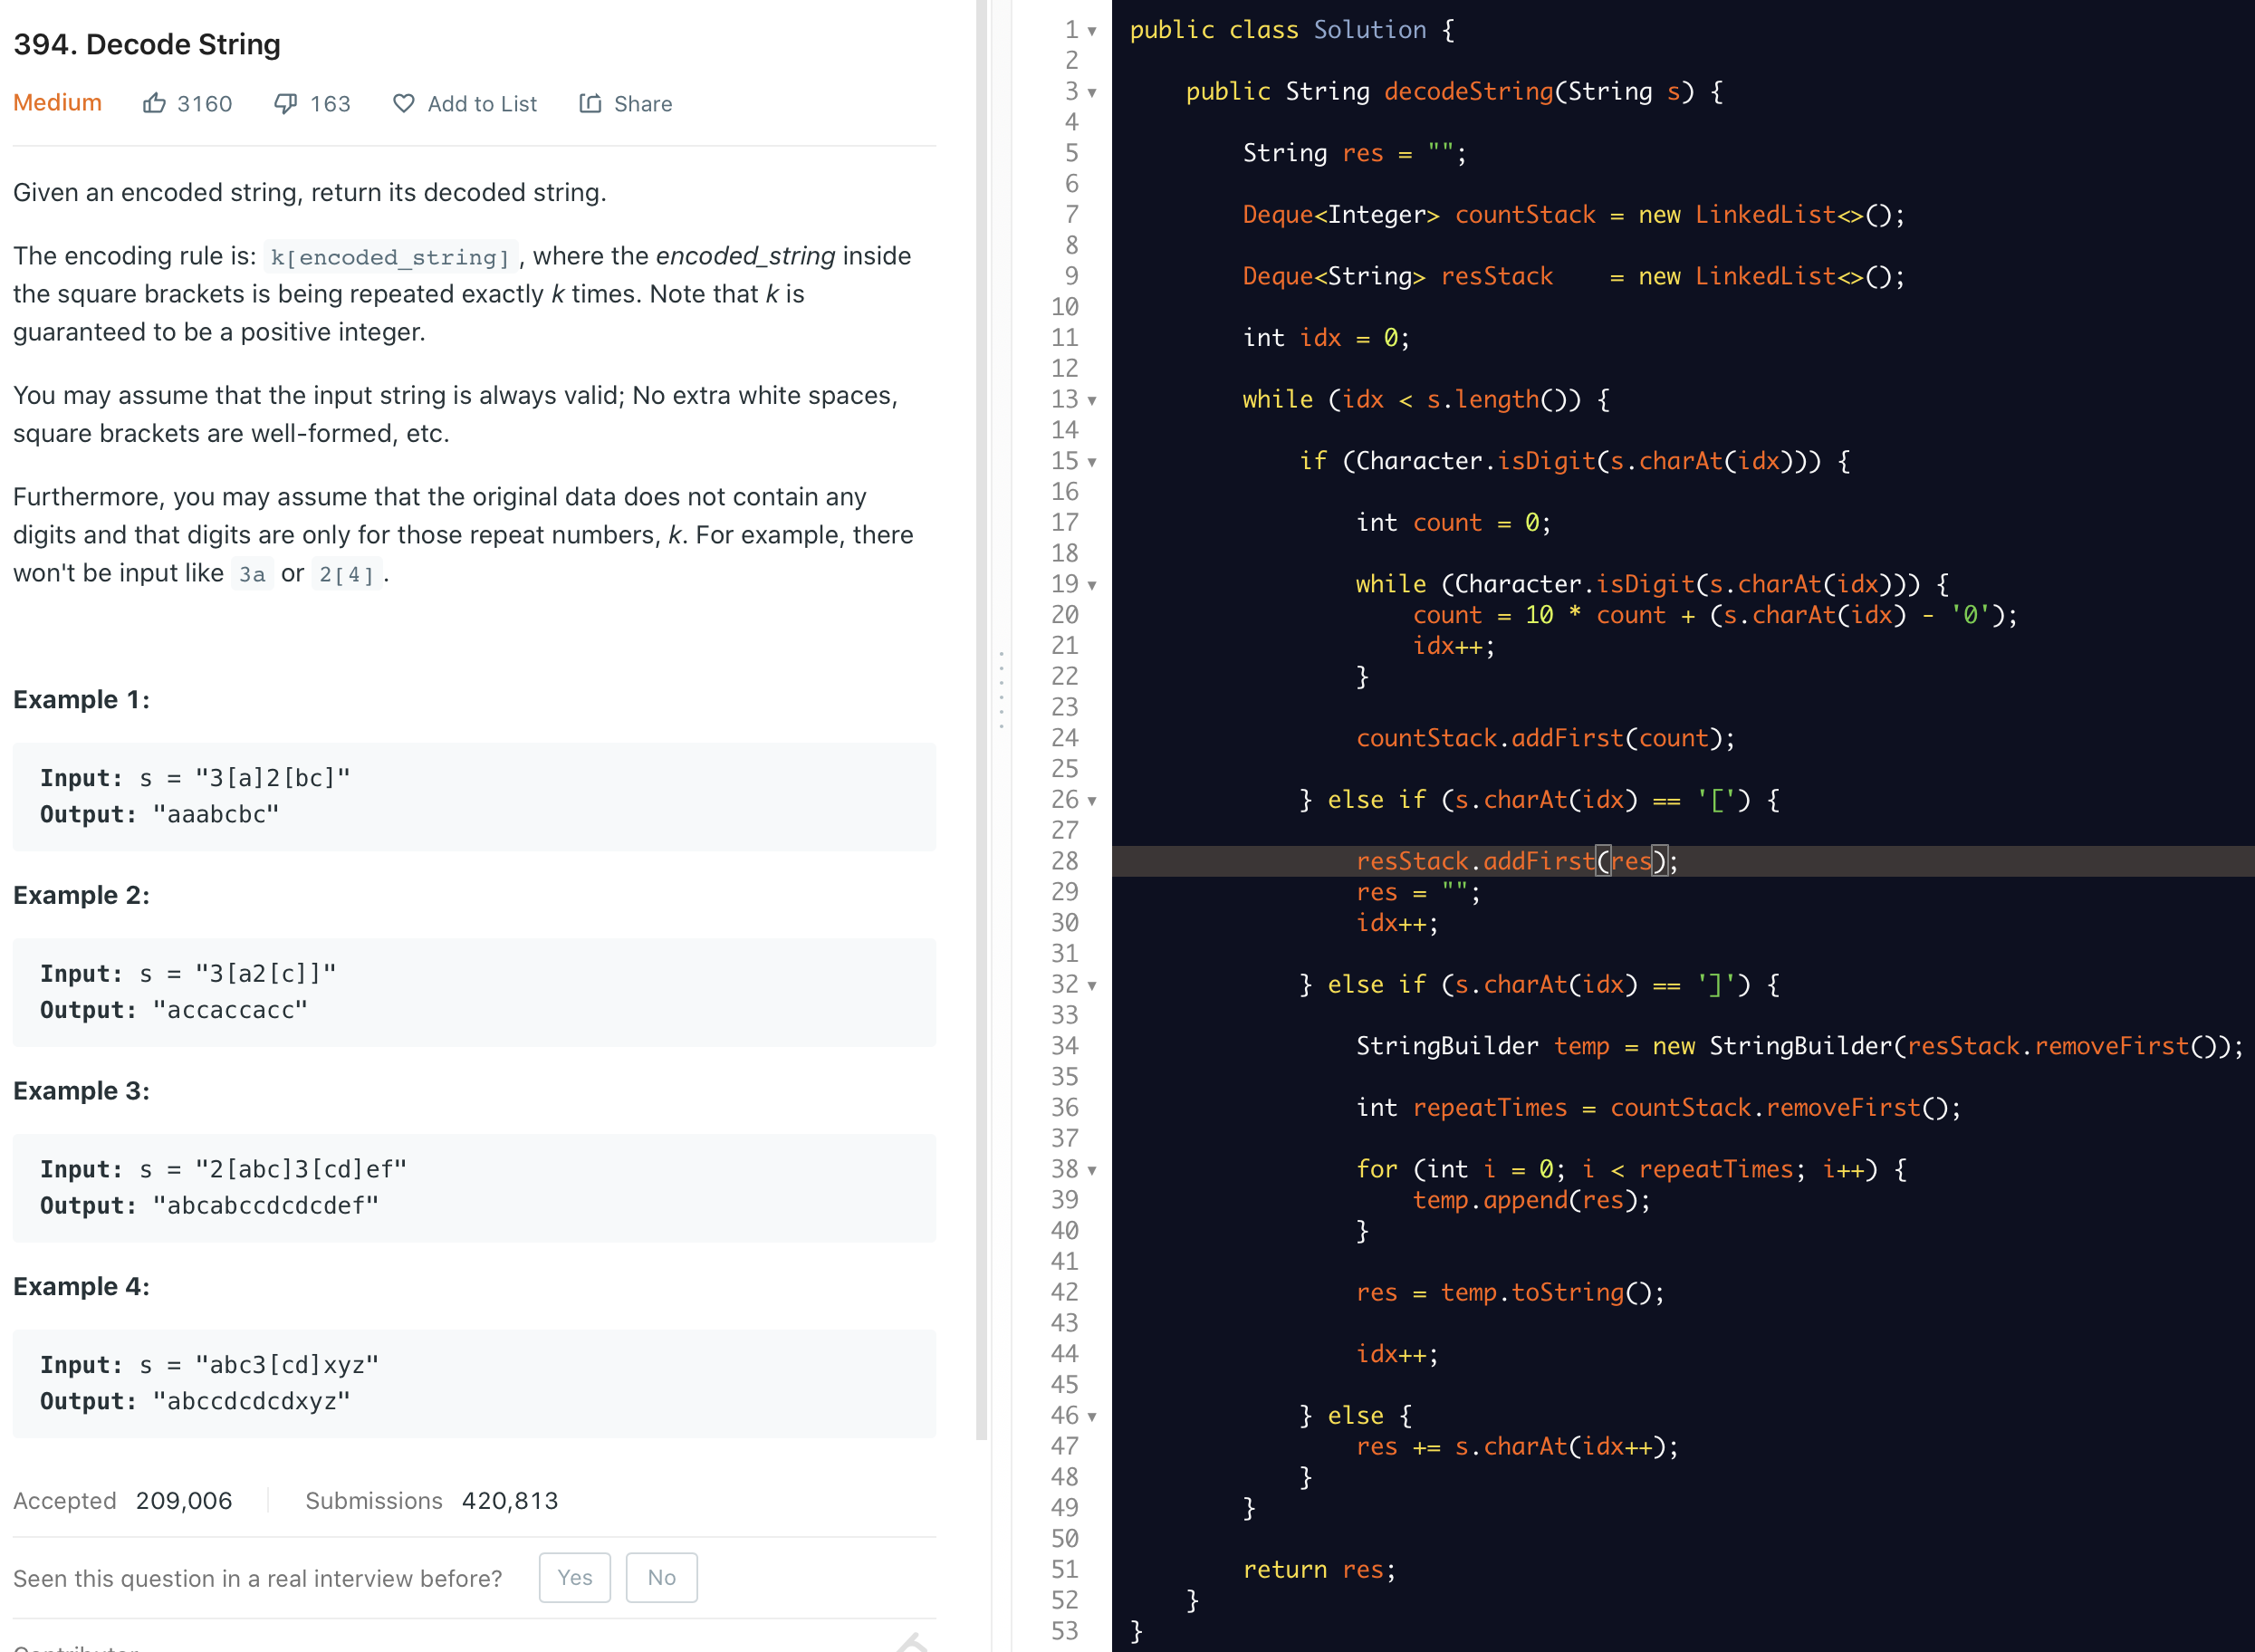 394. Decode String
Medium 3160 163 Add to List Share
Given an encoded string, return its decoded string.
The encoding rule is: k[encoded_string], where the encoded_string inside
the square brackets is being repeated exactly k times. Note that k is
guaranteed to be a positive integer.
You may assume that the input string is always valid; No extra white spaces,
square brackets are well-formed, etc.
Furthermore, you may assume that the original data does not contain any
digits and that digits are only for those repeat numbers, k. For example, there
won't be input like 3a or 2[4].
Example 1:
Input: s = "3[a]2[bc]"
Output: "aaabcbc"
Example 2:
Input: s = "3[a2[c]]"
Output: "accaccacc"
Example 3:
Input: s = "2[abc]3[cd]ef"
Output: "abcabccdcdcdef"
Example 4:
Input: s = "abc3[cd]xyz"
Output: "abccdcdcdxyz"
Accepted 209,006 Submissions 420,813
Seen this question in a real interview before? Yes No
1 public class Solution {
2
3 public String decodeString(String s) {
4
5 String res = "";
6
7 Deque<Integer> countStack = new LinkedList<>();
8
9 Deque<String> resStack    = new LinkedList<>();
10
11 int idx = 0;
12
13 while (idx < s.length()) {
14
15 if (Character.isDigit(s.charAt(idx))) {
16
17 int count = 0;
18
19 while (Character.isDigit(s.charAt(idx))) {
20 count = 10 * count + (s.charAt(idx) - '0');
21 idx++;
22 }
23
24 countStack.addFirst(count);
25
26 } else if (s.charAt(idx) == '[') {
27
28 resStack.addFirst(res);
29 res = "";
30 idx++;
31
32 } else if (s.charAt(idx) == ']') {
33
34 StringBuilder temp = new StringBuilder(resStack.removeFirst());
35
36 int repeatTimes = countStack.removeFirst();
37
38 for (int i = 0; i < repeatTimes; i++) {
39 temp.append(res);
40 }
41
42 res = temp.toString();
43
44 idx++;
45
46 } else {
47 res += s.charAt(idx++);
48 }
49 }
50
51 return res;
52 }
53 }